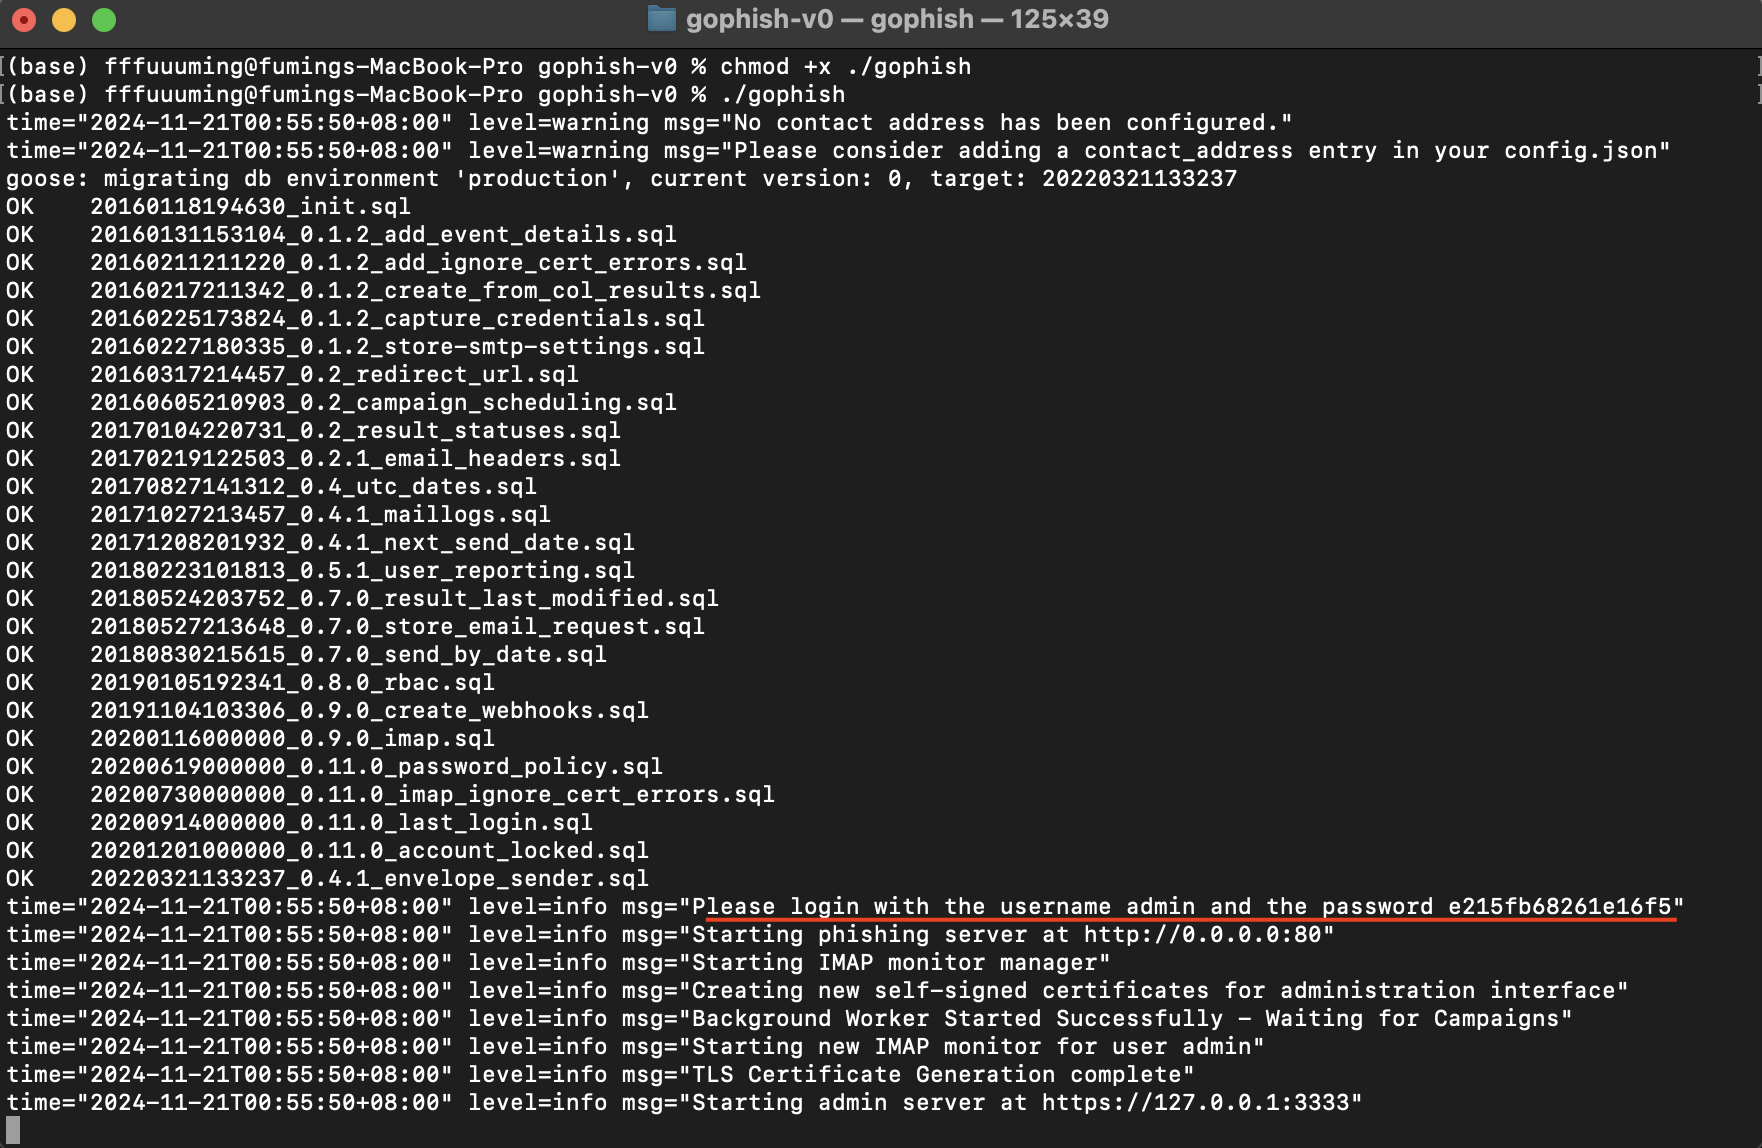 gophish-v0 — gophish — 125×39
(base) fffuuuming@fumings-MacBook-Pro gophish-v0 % chmod +x ./gophish
(base) fffuuuming@fumings-MacBook-Pro gophish-v0 % ./gophish
time="2024-11-21T00:55:50+08:00" level=warning msg="No contact address has been configured."
time="2024-11-21T00:55:50+08:00" level=warning msg="Please consider adding a contact_address entry in your config.json"
goose: migrating db environment 'production', current version: 0, target: 20220321133237
OK    20160118194630_init.sql
OK    20160131153104_0.1.2_add_event_details.sql
OK    20160211211220_0.1.2_add_ignore_cert_errors.sql
OK    20160217211342_0.1.2_create_from_col_results.sql
OK    20160225173824_0.1.2_capture_credentials.sql
OK    20160227180335_0.1.2_store-smtp-settings.sql
OK    20160317214457_0.2_redirect_url.sql
OK    20160605210903_0.2_campaign_scheduling.sql
OK    20170104220731_0.2_result_statuses.sql
OK    20170219122503_0.2.1_email_headers.sql
OK    20170827141312_0.4_utc_dates.sql
OK    20171027213457_0.4.1_maillogs.sql
OK    20171208201932_0.4.1_next_send_date.sql
OK    20180223101813_0.5.1_user_reporting.sql
OK    20180524203752_0.7.0_result_last_modified.sql
OK    20180527213648_0.7.0_store_email_request.sql
OK    20180830215615_0.7.0_send_by_date.sql
OK    20190105192341_0.8.0_rbac.sql
OK    20191104103306_0.9.0_create_webhooks.sql
OK    20200116000000_0.9.0_imap.sql
OK    20200619000000_0.11.0_password_policy.sql
OK    20200730000000_0.11.0_imap_ignore_cert_errors.sql
OK    20200914000000_0.11.0_last_login.sql
OK    20201201000000_0.11.0_account_locked.sql
OK    20220321133237_0.4.1_envelope_sender.sql
time="2024-11-21T00:55:50+08:00" level=info msg="Please login with the username admin and the password e215fb68261e16f5"
time="2024-11-21T00:55:50+08:00" level=info msg="Starting phishing server at http://0.0.0.0:80"
time="2024-11-21T00:55:50+08:00" level=info msg="Starting IMAP monitor manager"
time="2024-11-21T00:55:50+08:00" level=info msg="Creating new self-signed certificates for administration interface"
time="2024-11-21T00:55:50+08:00" level=info msg="Background Worker Started Successfully - Waiting for Campaigns"
time="2024-11-21T00:55:50+08:00" level=info msg="Starting new IMAP monitor for user admin"
time="2024-11-21T00:55:50+08:00" level=info msg="TLS Certificate Generation complete"
time="2024-11-21T00:55:50+08:00" level=info msg="Starting admin server at https://127.0.0.1:3333"